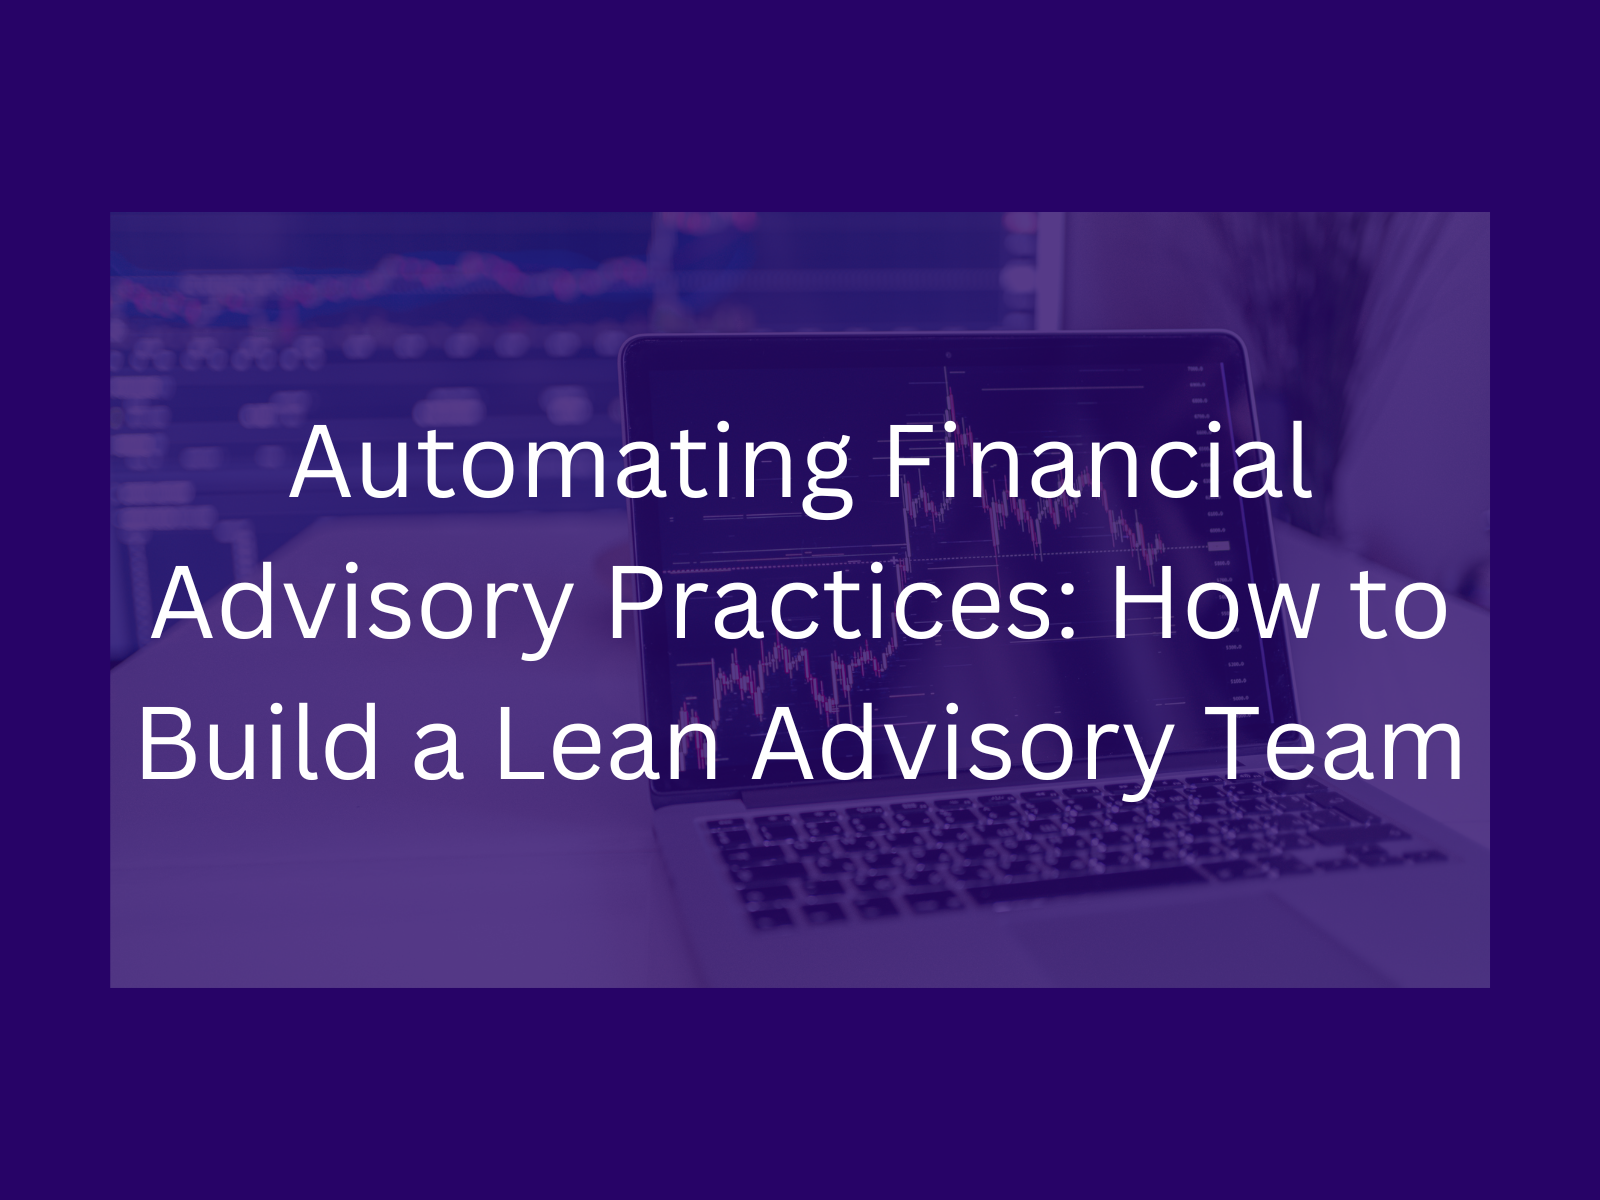 Automating Financial
Advisory Practices: How to
Build a Lean Advisory Team